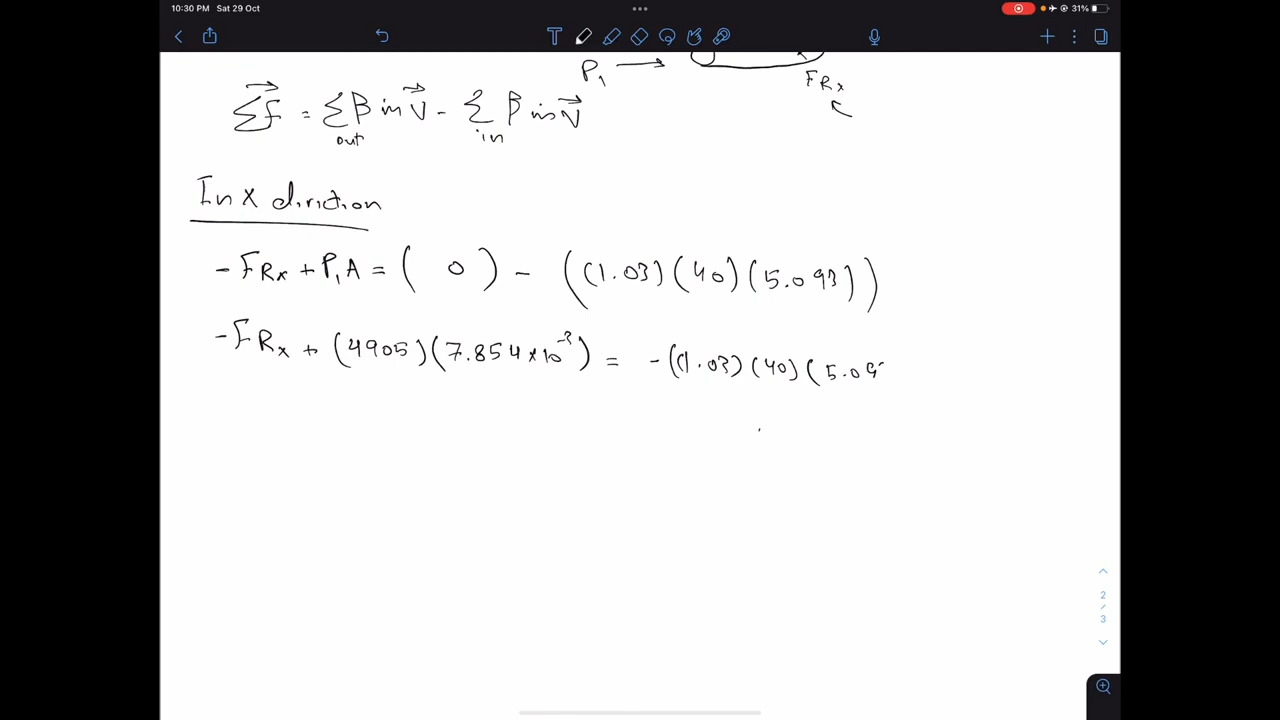 10:30 PM Sat 29 Oct
31%
P₁ → FRx
Σf⃗ = Σ β ṁ V⃗ - Σ β ṁ V⃗
out in
In x direction
- FRx + P₁A = ( 0 ) - ((1.03)(40)(5.093))
- FRx + (4905)(7.854×10⁻³) = -((1.03)(40)(5.09
2
/
3